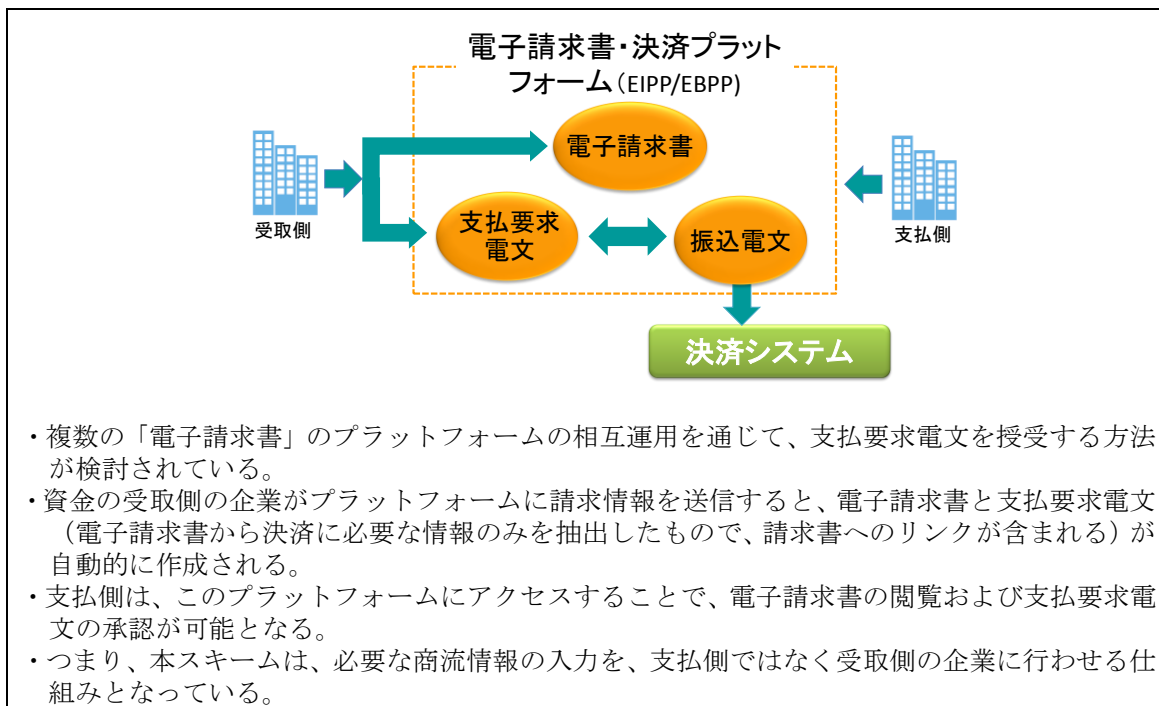 電子請求書・決済プラット
フォーム（EIPP/EBPP)
電子請求書
受取側
支払要求
電文
振込電文
支払側
決済システム
・複数の「電子請求書」のプラットフォームの相互運用を通じて、支払要求電文を授受する方法
が検討されている。
・資金の受取側の企業がプラットフォームに請求情報を送信すると、電子請求書と支払要求電文
（電子請求書から決済に必要な情報のみを抽出したもので、請求書へのリンクが含まれる）が
自動的に作成される。
・支払側は、このプラットフォームにアクセスすることで、電子請求書の閲覧および支払要求電
文の承認が可能となる。
・つまり、本スキームは、必要な商流情報の入力を、支払側ではなく受取側の企業に行わせる仕
組みとなっている。